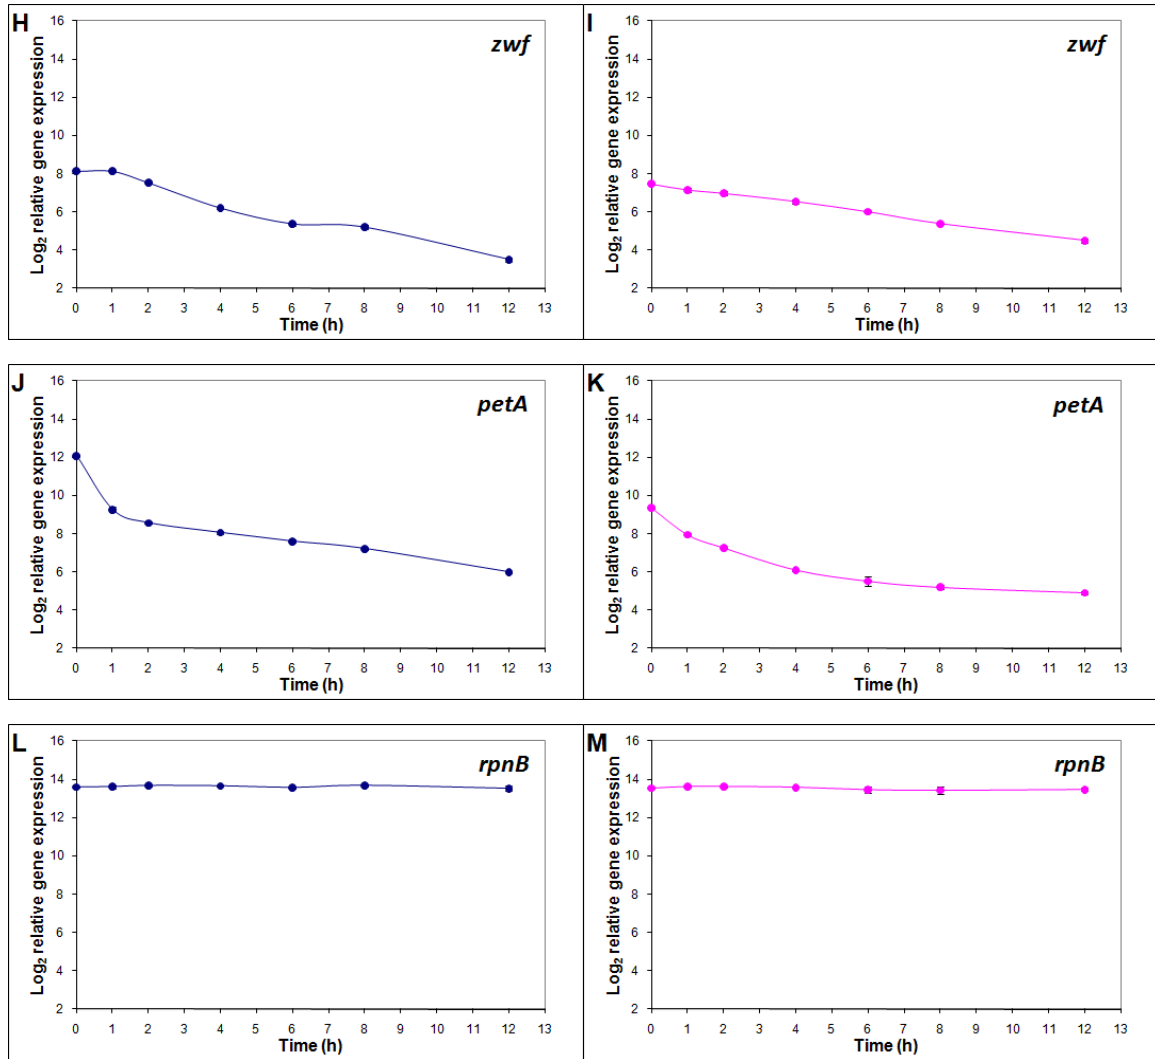 H
zwf
Log₂ relative gene expression
16
14
12
10
8
6
4
2
0 1 2 3 4 5 6 7 8 9 10 11 12 13
Time (h)
I
zwf
Log₂ relative gene expression
16
14
12
10
8
6
4
2
0 1 2 3 4 5 6 7 8 9 10 11 12 13
Time (h)
J
petA
Log₂ relative gene expression
16
14
12
10
8
6
4
2
0 1 2 3 4 5 6 7 8 9 10 11 12 13
Time (h)
K
petA
Log₂ relative gene expression
16
14
12
10
8
6
4
2
0 1 2 3 4 5 6 7 8 9 10 11 12 13
Time (h)
L
rpnB
Log₂ relative gene expression
16
14
12
10
8
6
4
2
0 1 2 3 4 5 6 7 8 9 10 11 12 13
Time (h)
M
rpnB
Log₂ relative gene expression
16
14
12
10
8
6
4
2
0 1 2 3 4 5 6 7 8 9 10 11 12 13
Time (h)